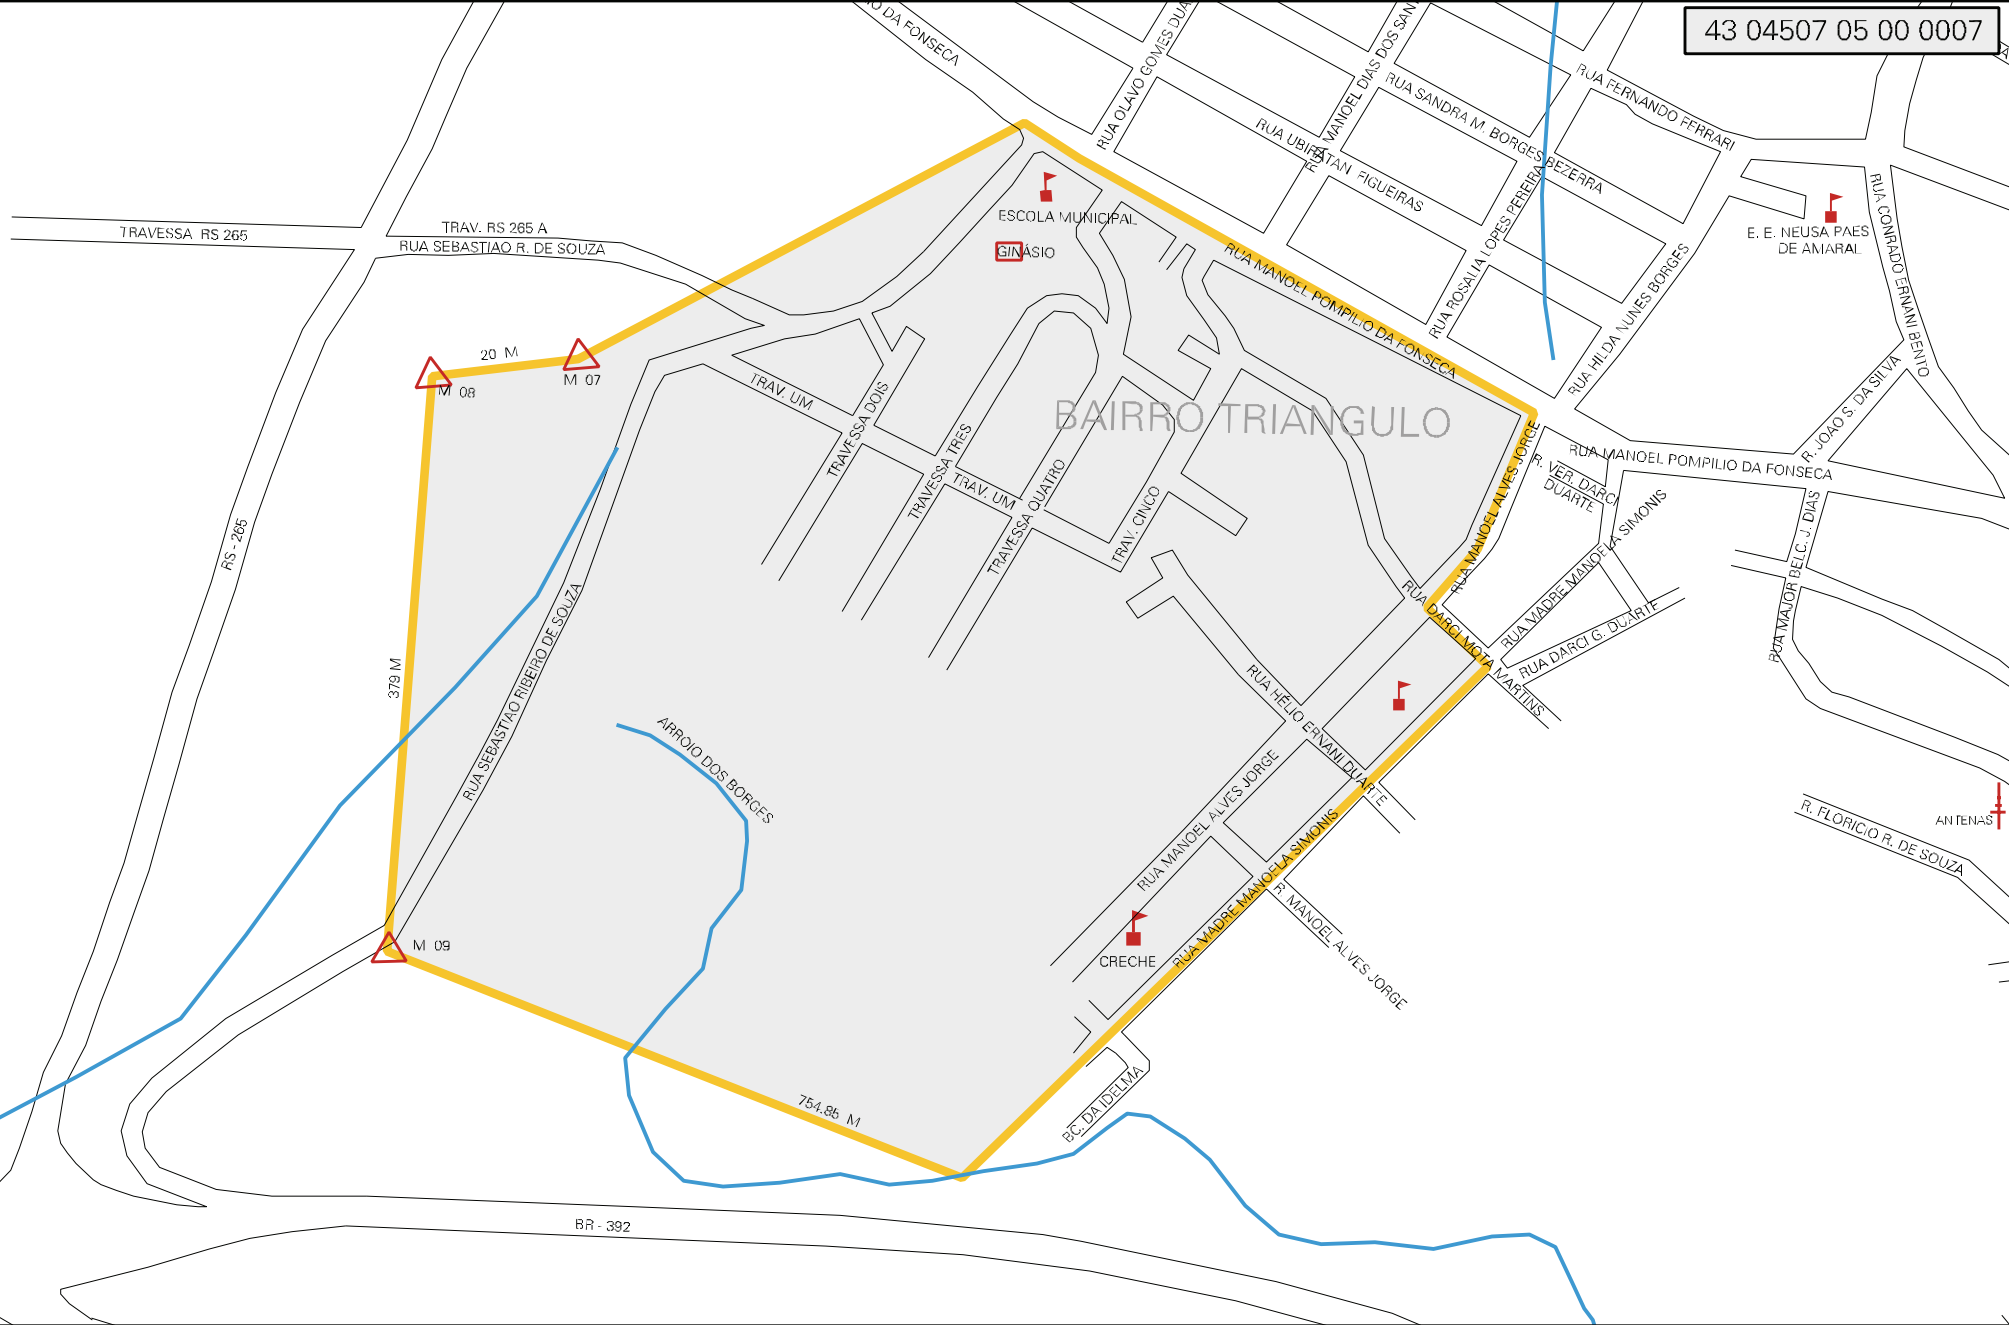 43 04507 05 00 0007
IO DA FONSECA
RUA OLAVO GOMES DUA
RUA MANOEL DIAS DOS SAN
RUA SANDRA M. BORGES BEZERRA
RUA FERNANDO FERRARI
RUA UBIRATAN FIGUEIRAS
RUA ROSALIA LOPES PEREIRA
RUA HILDA NUNES BORGES
RUA CONRADO ERNANI BENTO
E. E. NEUSA PAES
DE AMARAL
TRAVESSA RS 265
TRAV. RS 265 A
RUA SEBASTIAO R. DE SOUZA
ESCOLA MUNICIPAL
GINÁSIO
RUA MANOEL POMPILIO DA FONSECA
20 M
M 07
M 08
TRAV. UM
TRAVESSA DOIS
BAIRRO TRIANGULO
TRAVESSA TRES
TRAV. UM
TRAVESSA QUATRO
TRAV. CINCO
RUA MANOEL ALVES JORGE
R. VER. DARCI
DUARTE
RUA MANOEL POMPILIO DA FONSECA
R. JOAO S. DA SILVA
RUA MAJOR BELC. J. DIAS
RUA MADRE MANOELA SIMONIS
RUA DARCI G. DUARTE
RUA DARCI MOTA MARTINS
RS - 265
379 M
RUA SEBASTIAO RIBEIRO DE SOUZA
ARROIO DOS BORGES
RUA HÉLIO ERNANI DUARTE
RUA MANOEL ALVES JORGE
RUA MADRE MANOELA SIMONIS
R. MANOEL ALVES JORGE
CRECHE
ANTENAS
R. FLORICIO R. DE SOUZA
M 09
754.85 M
BC. DA IDELMA
BR - 392